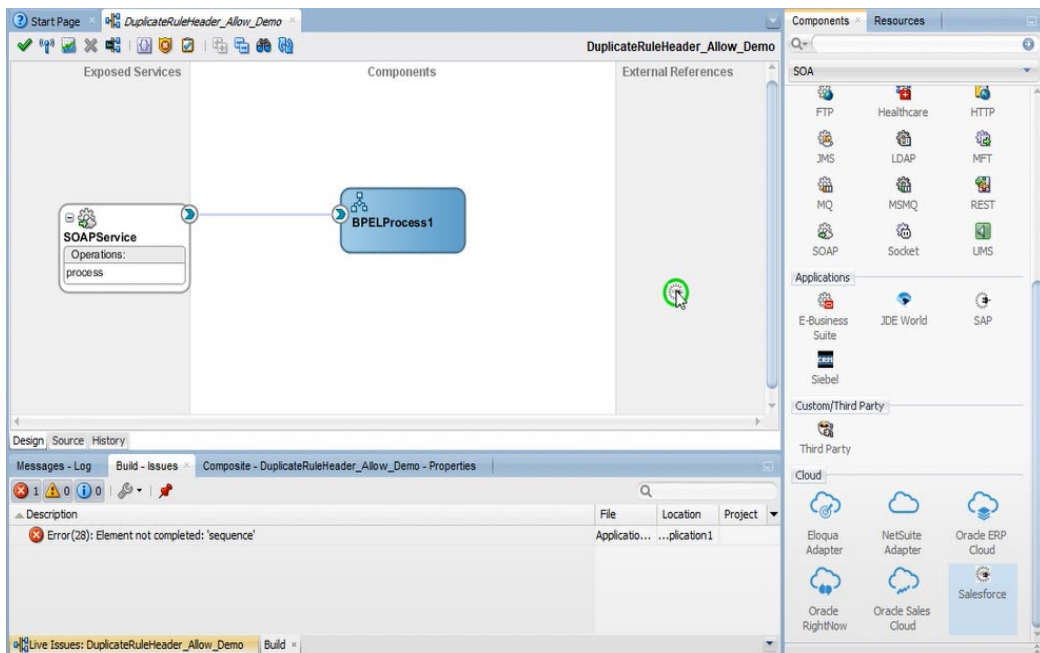 Start Page
DuplicateRuleHeader_Allow_Demo
DuplicateRuleHeader_Allow_Demo
Exposed Services
Components
External References
SOAPService
Operations:
process
BPELProcess1
Design
Source
History
Messages - Log
Build - Issues
Composite - DuplicateRuleHeader_Allow_Demo - Properties
1
0
0
Description
File
Location
Project
Error(28): Element not completed: 'sequence'
Applicatio...
...plication1
Live Issues: DuplicateRuleHeader_Allow_Demo
Build
Components
Resources
SOA
FTP
Healthcare
HTTP
JMS
LDAP
MFT
MQ
MSMQ
REST
SOAP
Socket
UMS
Applications
E-Business
Suite
JDE World
SAP
CRM
Siebel
Custom/Third Party
Third Party
Cloud
Eloqua
Adapter
NetSuite
Adapter
Oracle ERP
Cloud
Oracle
RightNow
Oracle Sales
Cloud
Salesforce